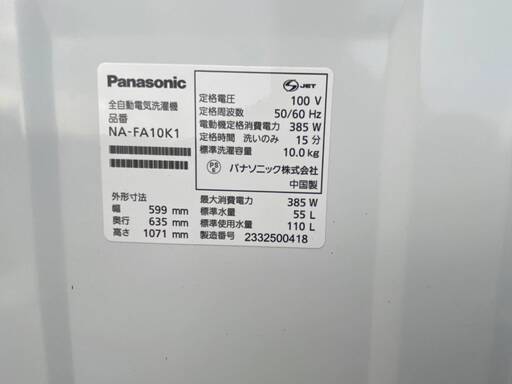 Panasonic
全自動電気洗濯機
品番
NA-FA10K1
外形寸法
幅 599 mm
奥行 635 mm
高さ 1071 mm
S JET
定格電圧 100 V
定格周波数 50/60 Hz
電動機定格消費電力 385 W
定格時間 洗いのみ 15 分
標準洗濯容量 10.0 kg
PS E パナソニック株式会社
中国製
最大消費電力 385 W
標準水量 55 L
標準使用水量 110 L
製造番号 2332500418